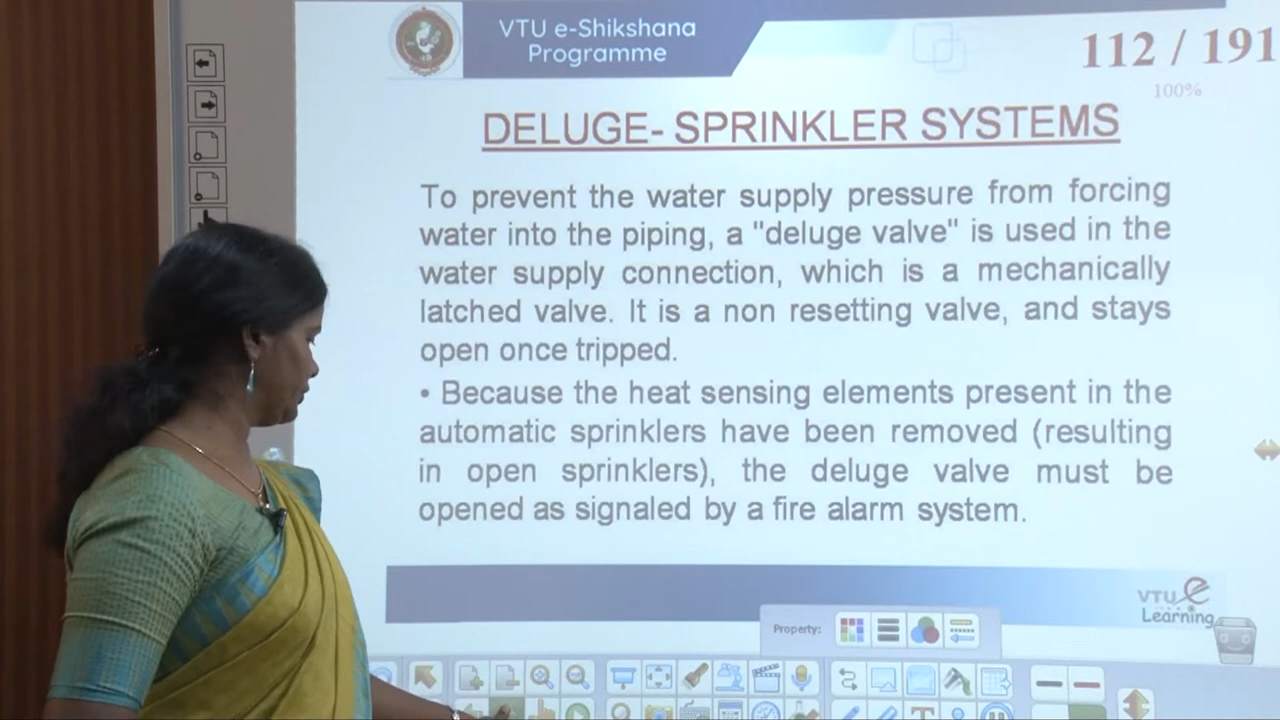 VTU e-Shikshana
Programme
112 / 191
100%
DELUGE- SPRINKLER SYSTEMS
To prevent the water supply pressure from forcing
water into the piping, a "deluge valve" is used in the
water supply connection, which is a mechanically
latched valve. It is a non resetting valve, and stays
open once tripped.
• Because the heat sensing elements present in the
automatic sprinklers have been removed (resulting
in open sprinklers), the deluge valve must be
opened as signaled by a fire alarm system.
VTU e
Learning
Property: